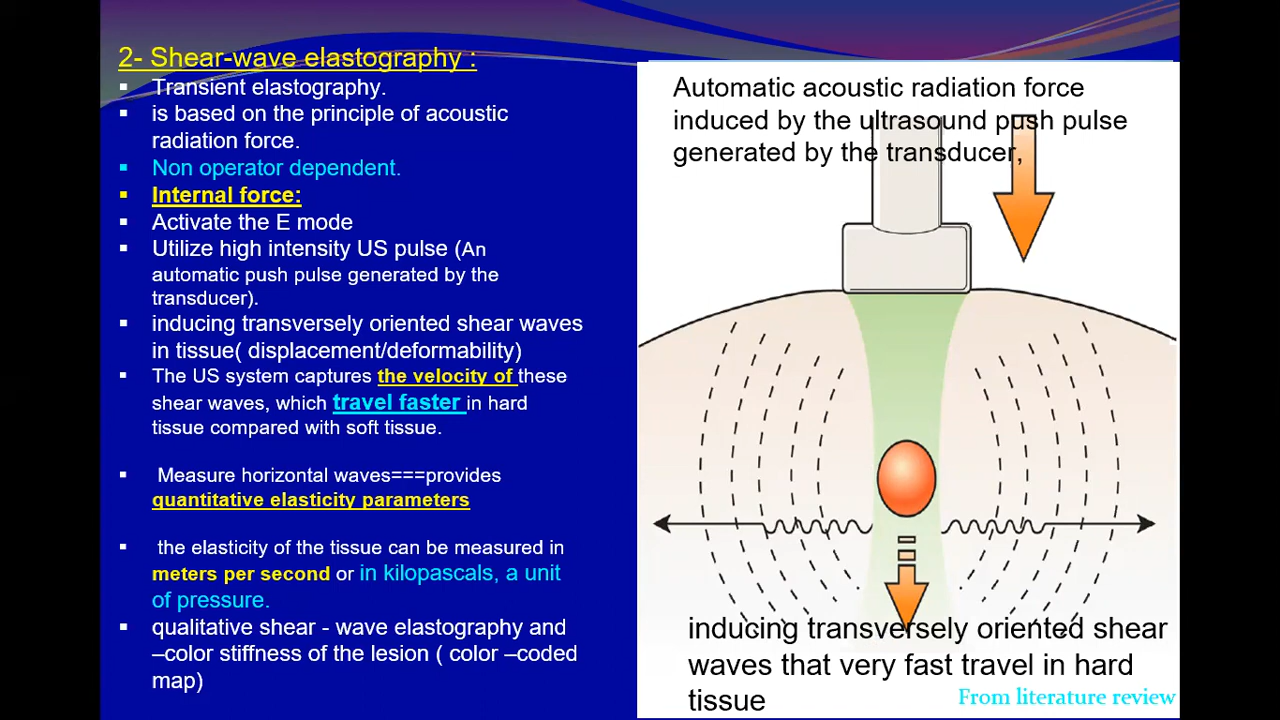 2- Shear-wave elastography :
▪ Transient elastography.
▪ is based on the principle of acoustic
radiation force.
▪ Non operator dependent.
▪ Internal force:
▪ Activate the E mode
▪ Utilize high intensity US pulse (An
automatic push pulse generated by the
transducer).
▪ inducing transversely oriented shear waves
in tissue( displacement/deformability)
▪ The US system captures the velocity of these
shear waves, which travel faster in hard
tissue compared with soft tissue.
▪ Measure horizontal waves===provides
quantitative elasticity parameters
▪ the elasticity of the tissue can be measured in
meters per second or in kilopascals, a unit
of pressure.
▪ qualitative shear - wave elastography and
–color stiffness of the lesion ( color –coded
map)
Automatic acoustic radiation force
induced by the ultrasound push pulse
generated by the transducer,
inducing transversely oriented shear
waves that very fast travel in hard
tissue
From literature review